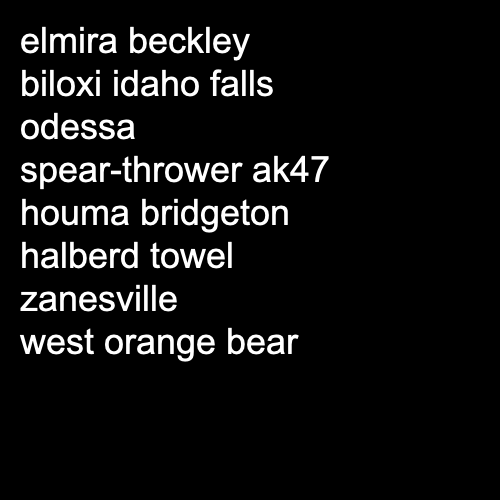 elmira beckley
biloxi idaho falls
odessa
spear-thrower ak47
houma bridgeton
halberd towel
zanesville
west orange bear